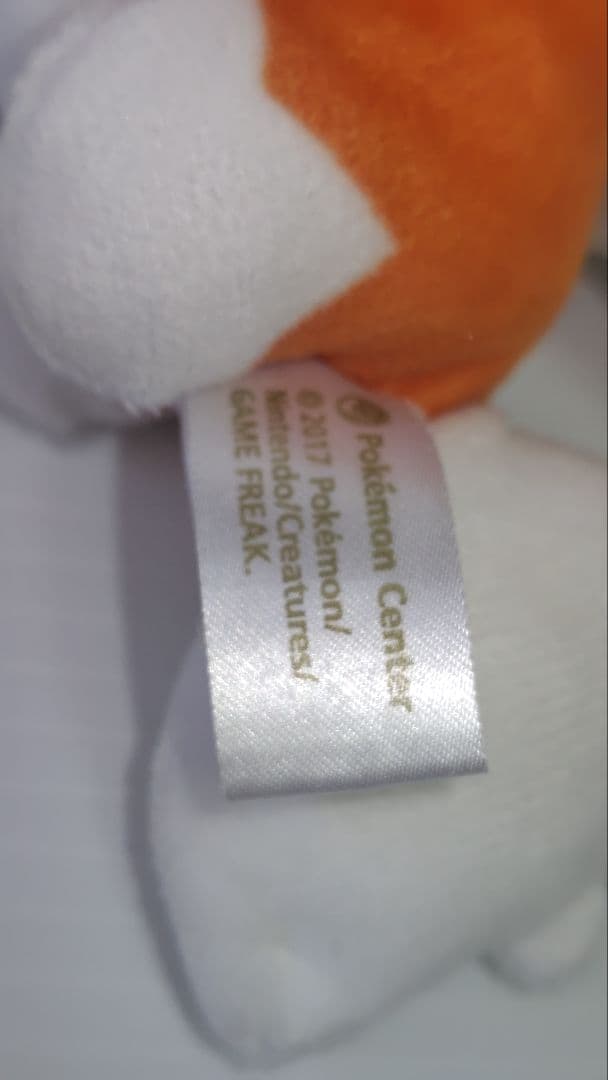 Pokémon Center
© 2017 Pokémon/
Nintendo/Creatures/
GAME FREAK.